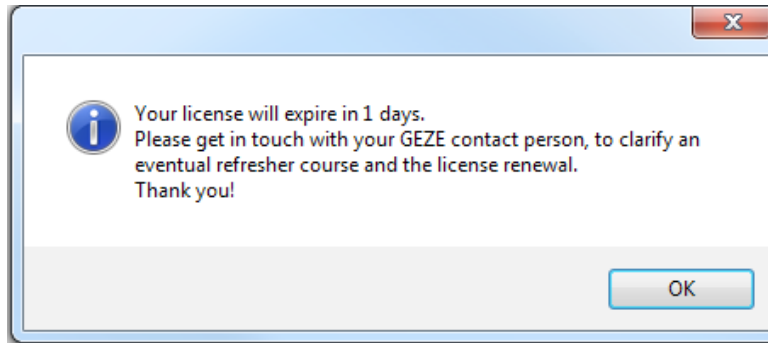 Your license will expire in 1 days.
Please get in touch with your GEZE contact person, to clarify an
eventual refresher course and the license renewal.
Thank you!
OK